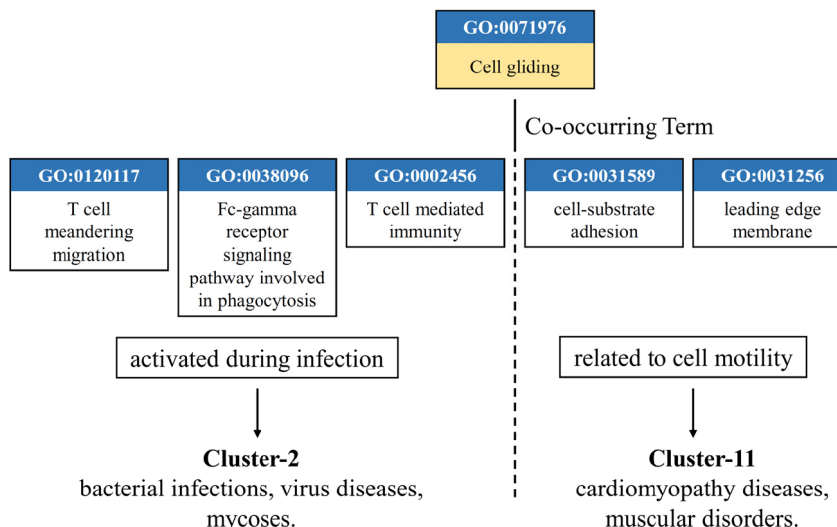 GO:0071976
Cell gliding
Co-occurring Term
GO:0120117
T cell
meandering
migration
GO:0038096
Fc-gamma
receptor
signaling
pathway involved
in phagocytosis
GO:0002456
T cell mediated
immunity
GO:0031589
cell-substrate
adhesion
GO:0031256
leading edge
membrane
activated during infection
related to cell motility
Cluster-2
bacterial infections, virus diseases,
mycoses.
Cluster-11
cardiomyopathy diseases,
muscular disorders.